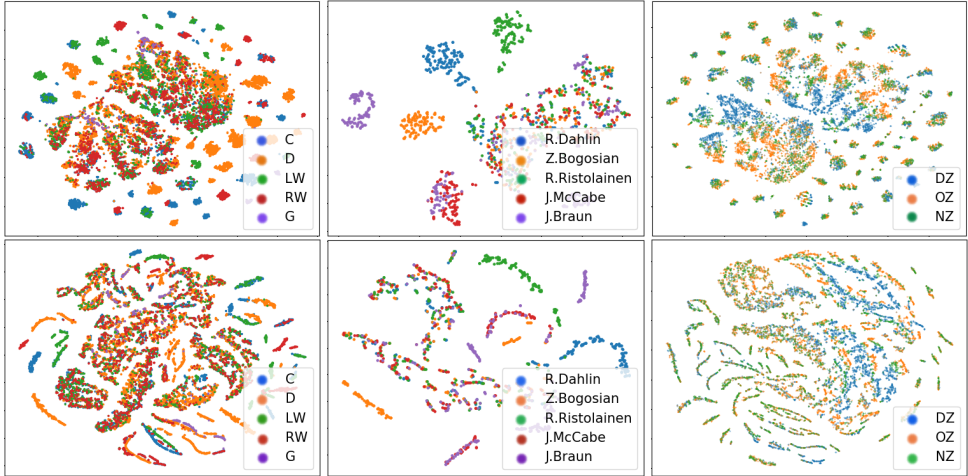 C
D
LW
RW
G
R.Dahlin
Z.Bogosian
R.Ristolainen
J.McCabe
J.Braun
DZ
OZ
NZ
C
D
LW
RW
G
R.Dahlin
Z.Bogosian
R.Ristolainen
J.McCabe
J.Braun
DZ
OZ
NZ